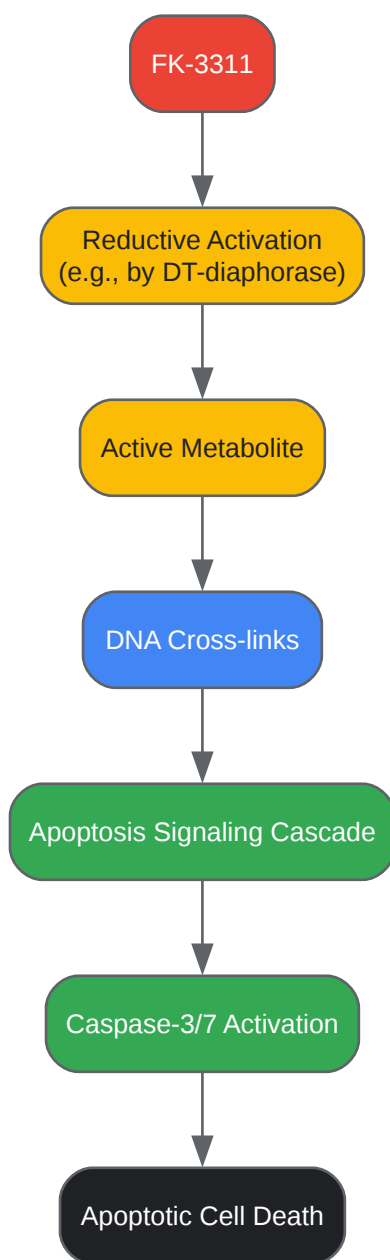 FK-3311
Reductive Activation
(e.g., by DT-diaphorase)
Active Metabolite
DNA Cross-links
Apoptosis Signaling Cascade
Caspase-3/7 Activation
Apoptotic Cell Death